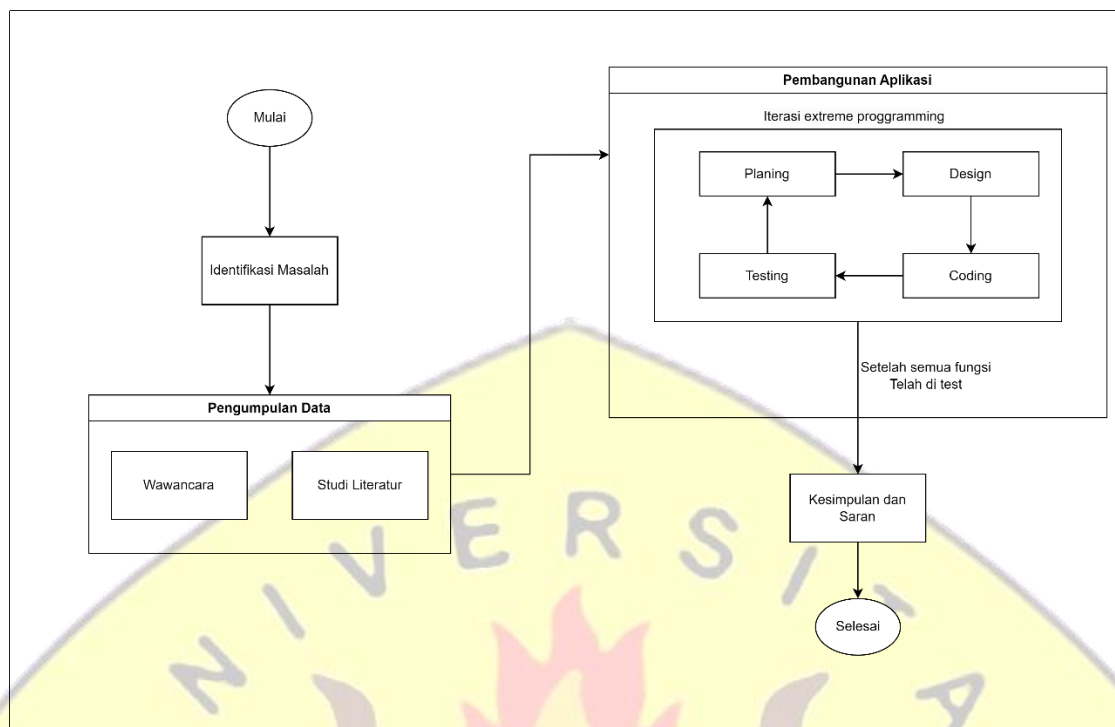 Mulai
Identifikasi Masalah
Pengumpulan Data
Wawancara
Studi Literatur
Pembangunan Aplikasi
Iterasi extreme proggramming
Planing
Design
Testing
Coding
Setelah semua fungsi
Telah di test
Kesimpulan dan
Saran
Selesai
N I V E R S I T A